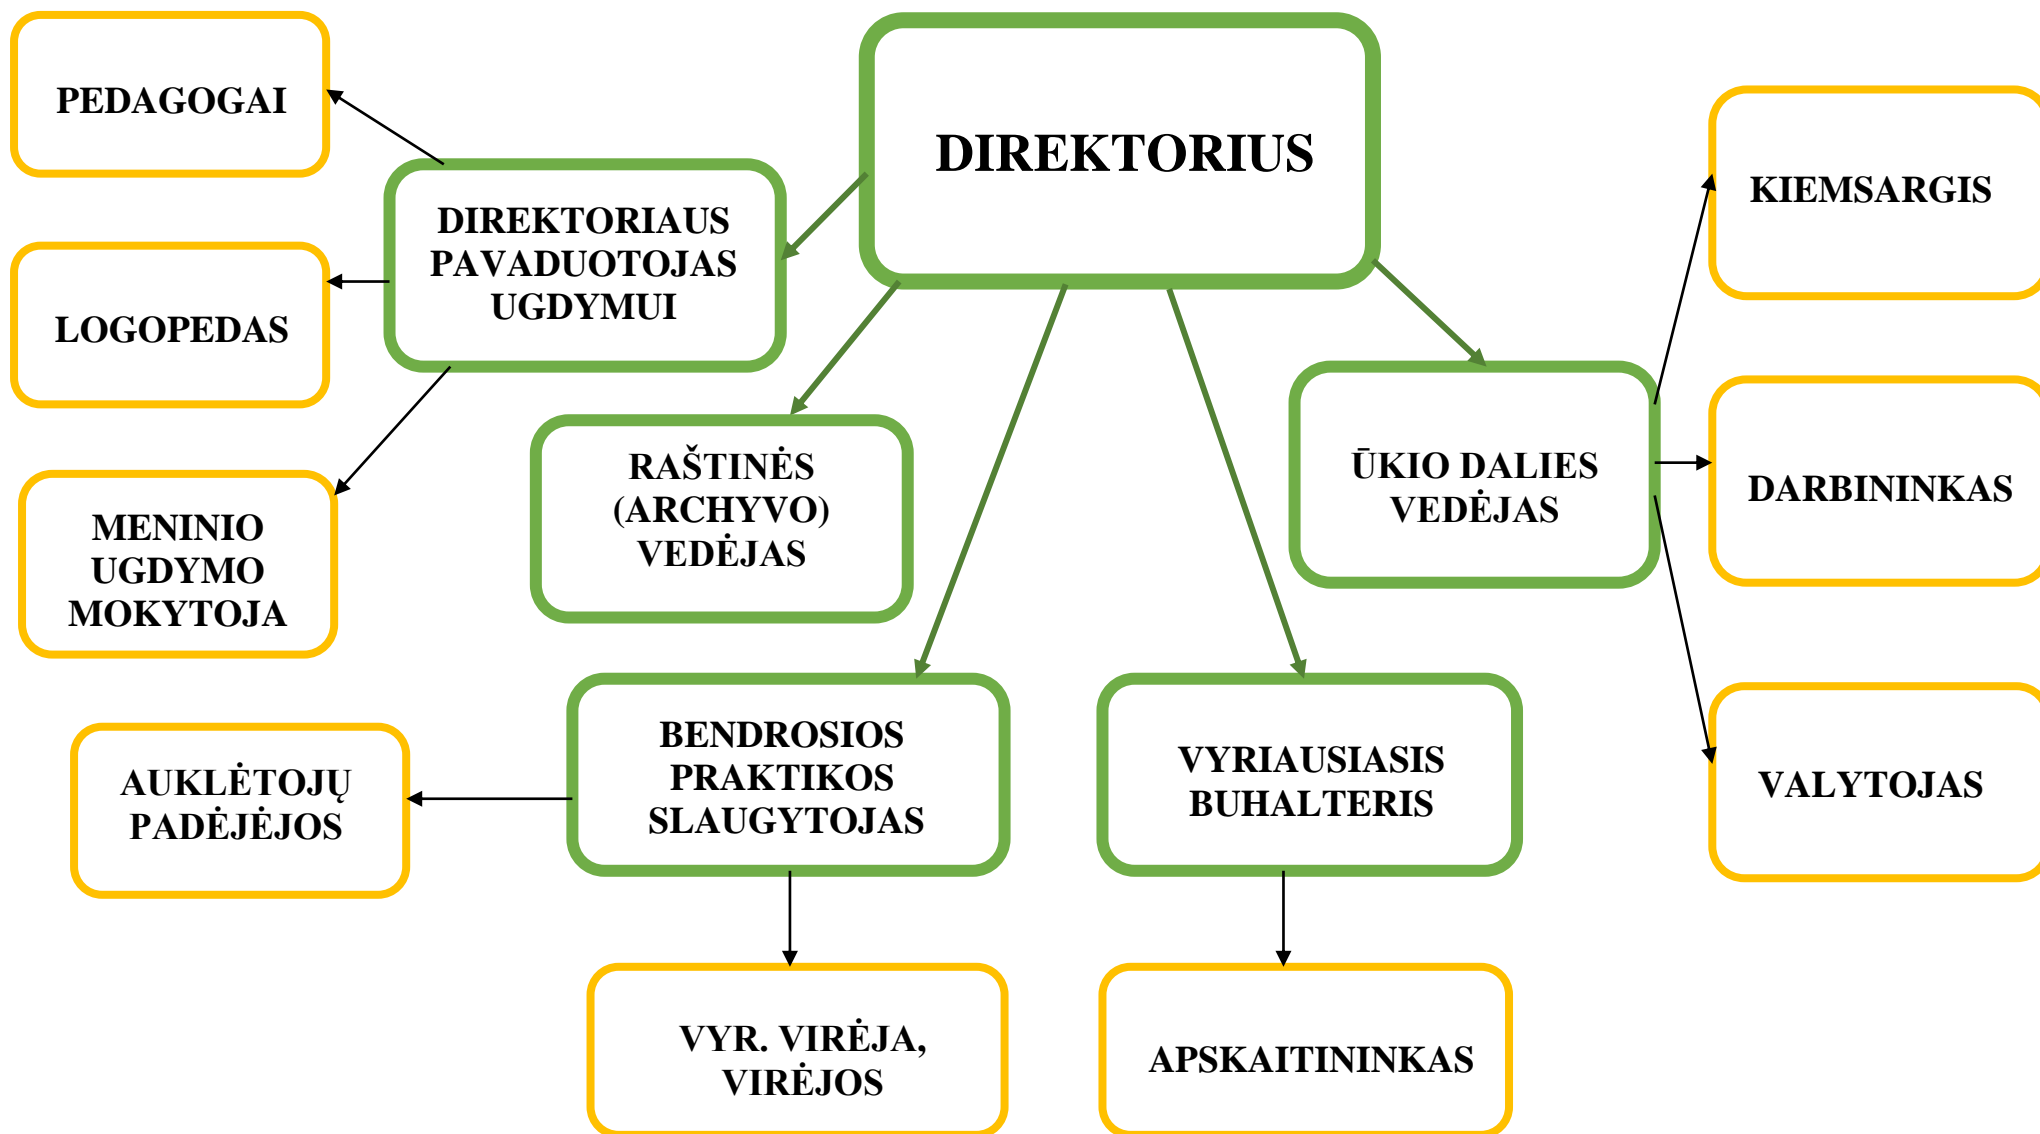 DIREKTORIUS
PEDAGOGAI
DIREKTORIAUS
PAVADUOTOJAS
UGDYMUI
LOGOPEDAS
MENINIO
UGDYMO
MOKYTOJA
RAŠTINĖS
(ARCHYVO)
VEDĖJAS
ŪKIO DALIES
VEDĖJAS
KIEMSARGIS
DARBININKAS
VALYTOJAS
BENDROSIOS
PRAKTIKOS
SLAUGYTOJAS
VYRIAUSIASIS
BUHALTERIS
AUKLĖTOJŲ
PADĖJĖJOS
VYR. VIRĖJA,
VIRĖJOS
APSKAITININKAS